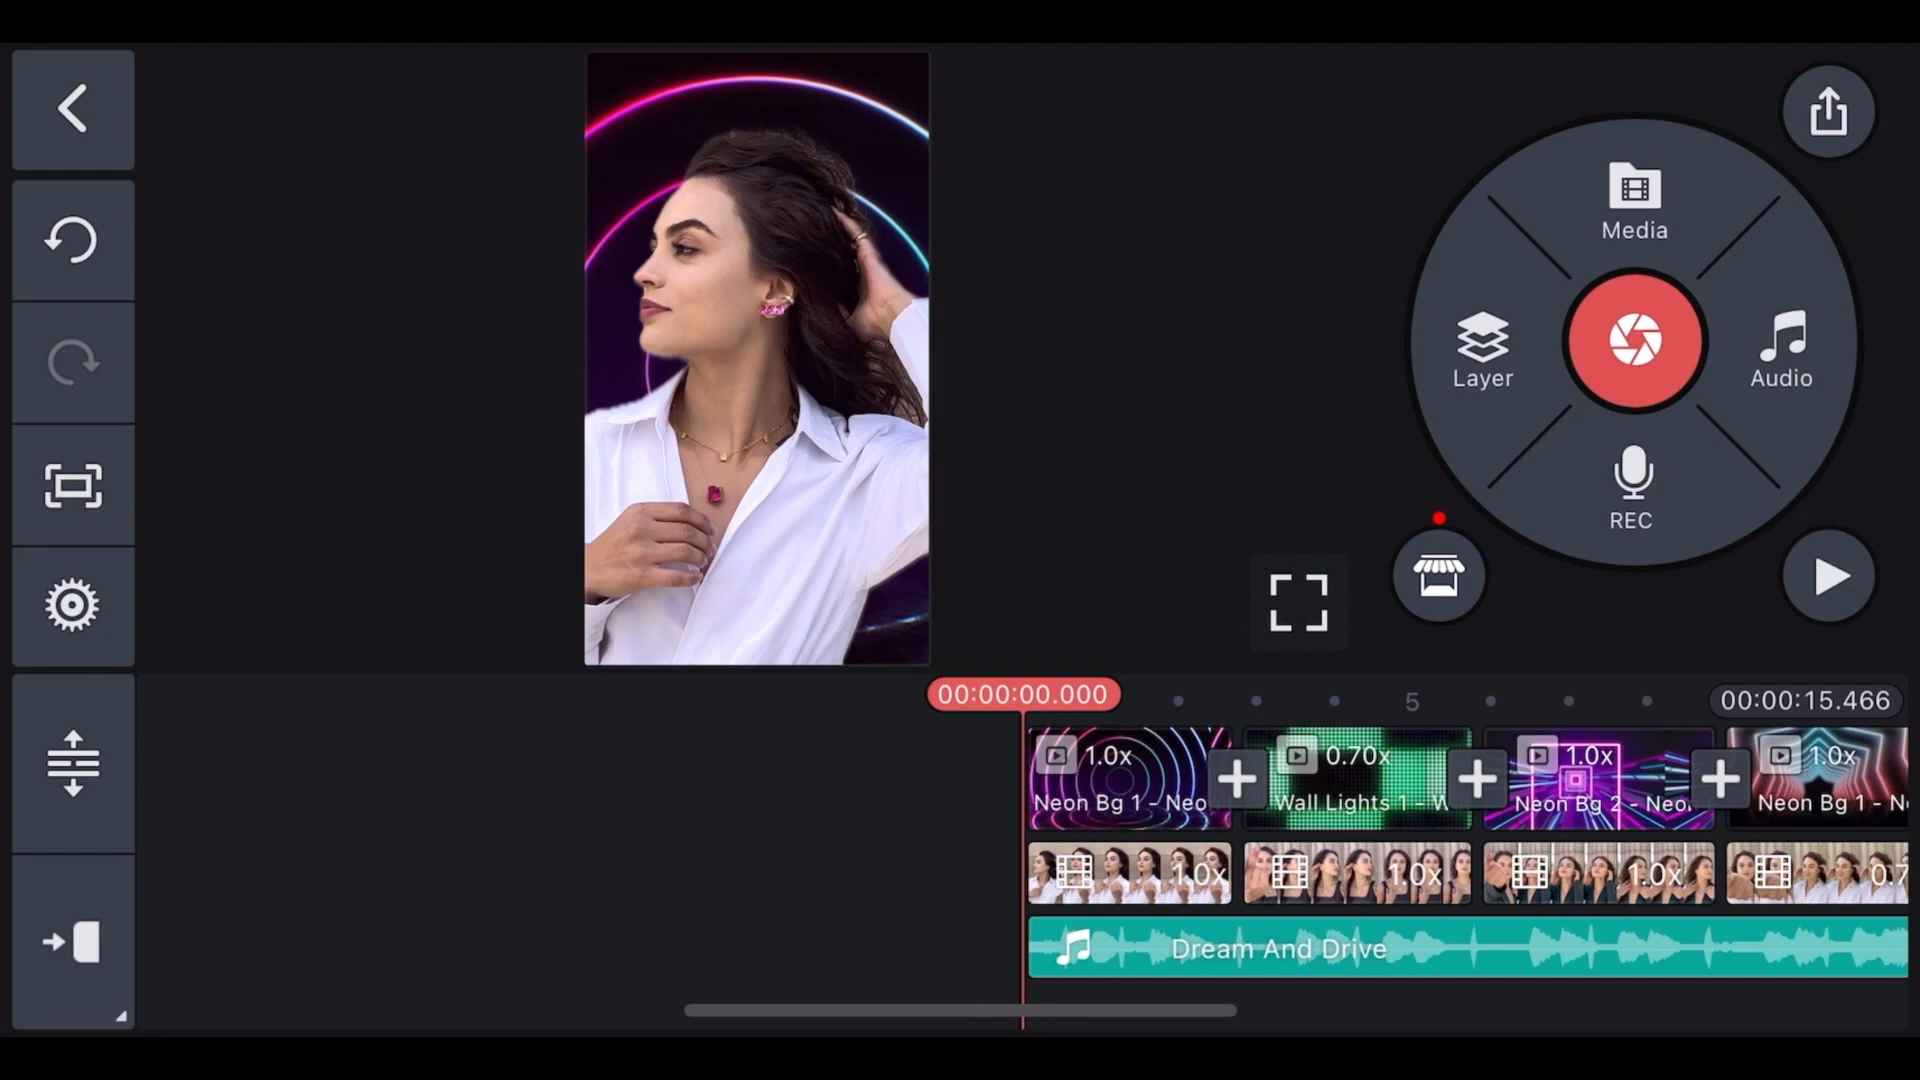 Media
Layer
Audio
REC
00:00:00.000
5
00:00:15.466
1.0x
0.70x
1.0x
1.0x
Neon Bg 1 - Neo
Wall Lights 1 - W
Neon Bg 2 - Neo
Neon Bg 1 - N
1.0x
1.0x
1.0x
0.7
Dream And Drive